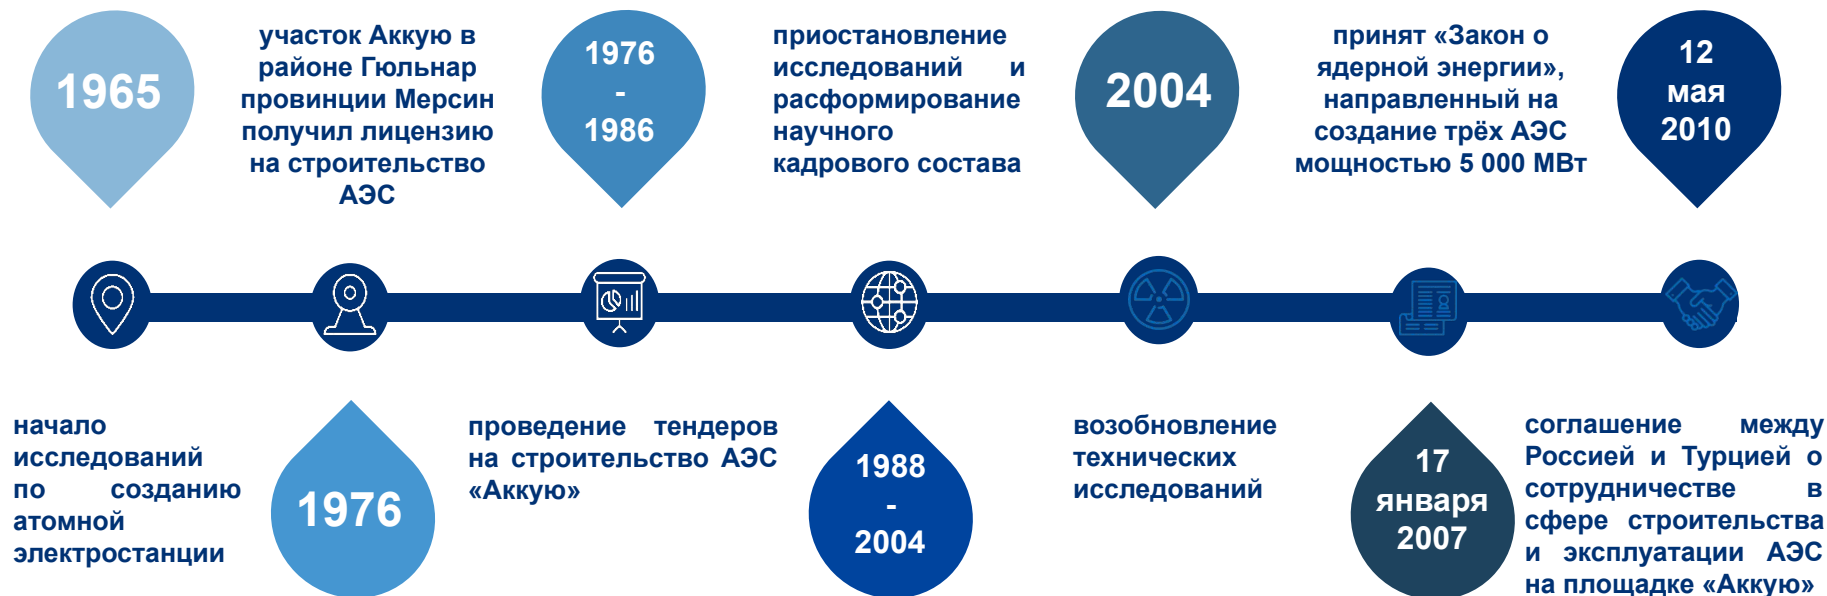 1965
участок Аккую в
районе Гюльнар
провинции Мерсин
получил лицензию
на строительство
АЭС
1976
-
1986
приостановление
исследований и
расформирование
научного
кадрового состава
2004
принят «Закон о
ядерной энергии»,
направленный на
создание трёх АЭС
мощностью 5 000 МВт
12
мая
2010
начало
исследований
по созданию
атомной
электростанции
1976
проведение тендеров
на строительство АЭС
«Аккую»
1988
-
2004
возобновление
технических
исследований
17
января
2007
соглашение между
Россией и Турцией о
сотрудничестве в
сфере строительства
и эксплуатации АЭС
на площадке «Аккую»